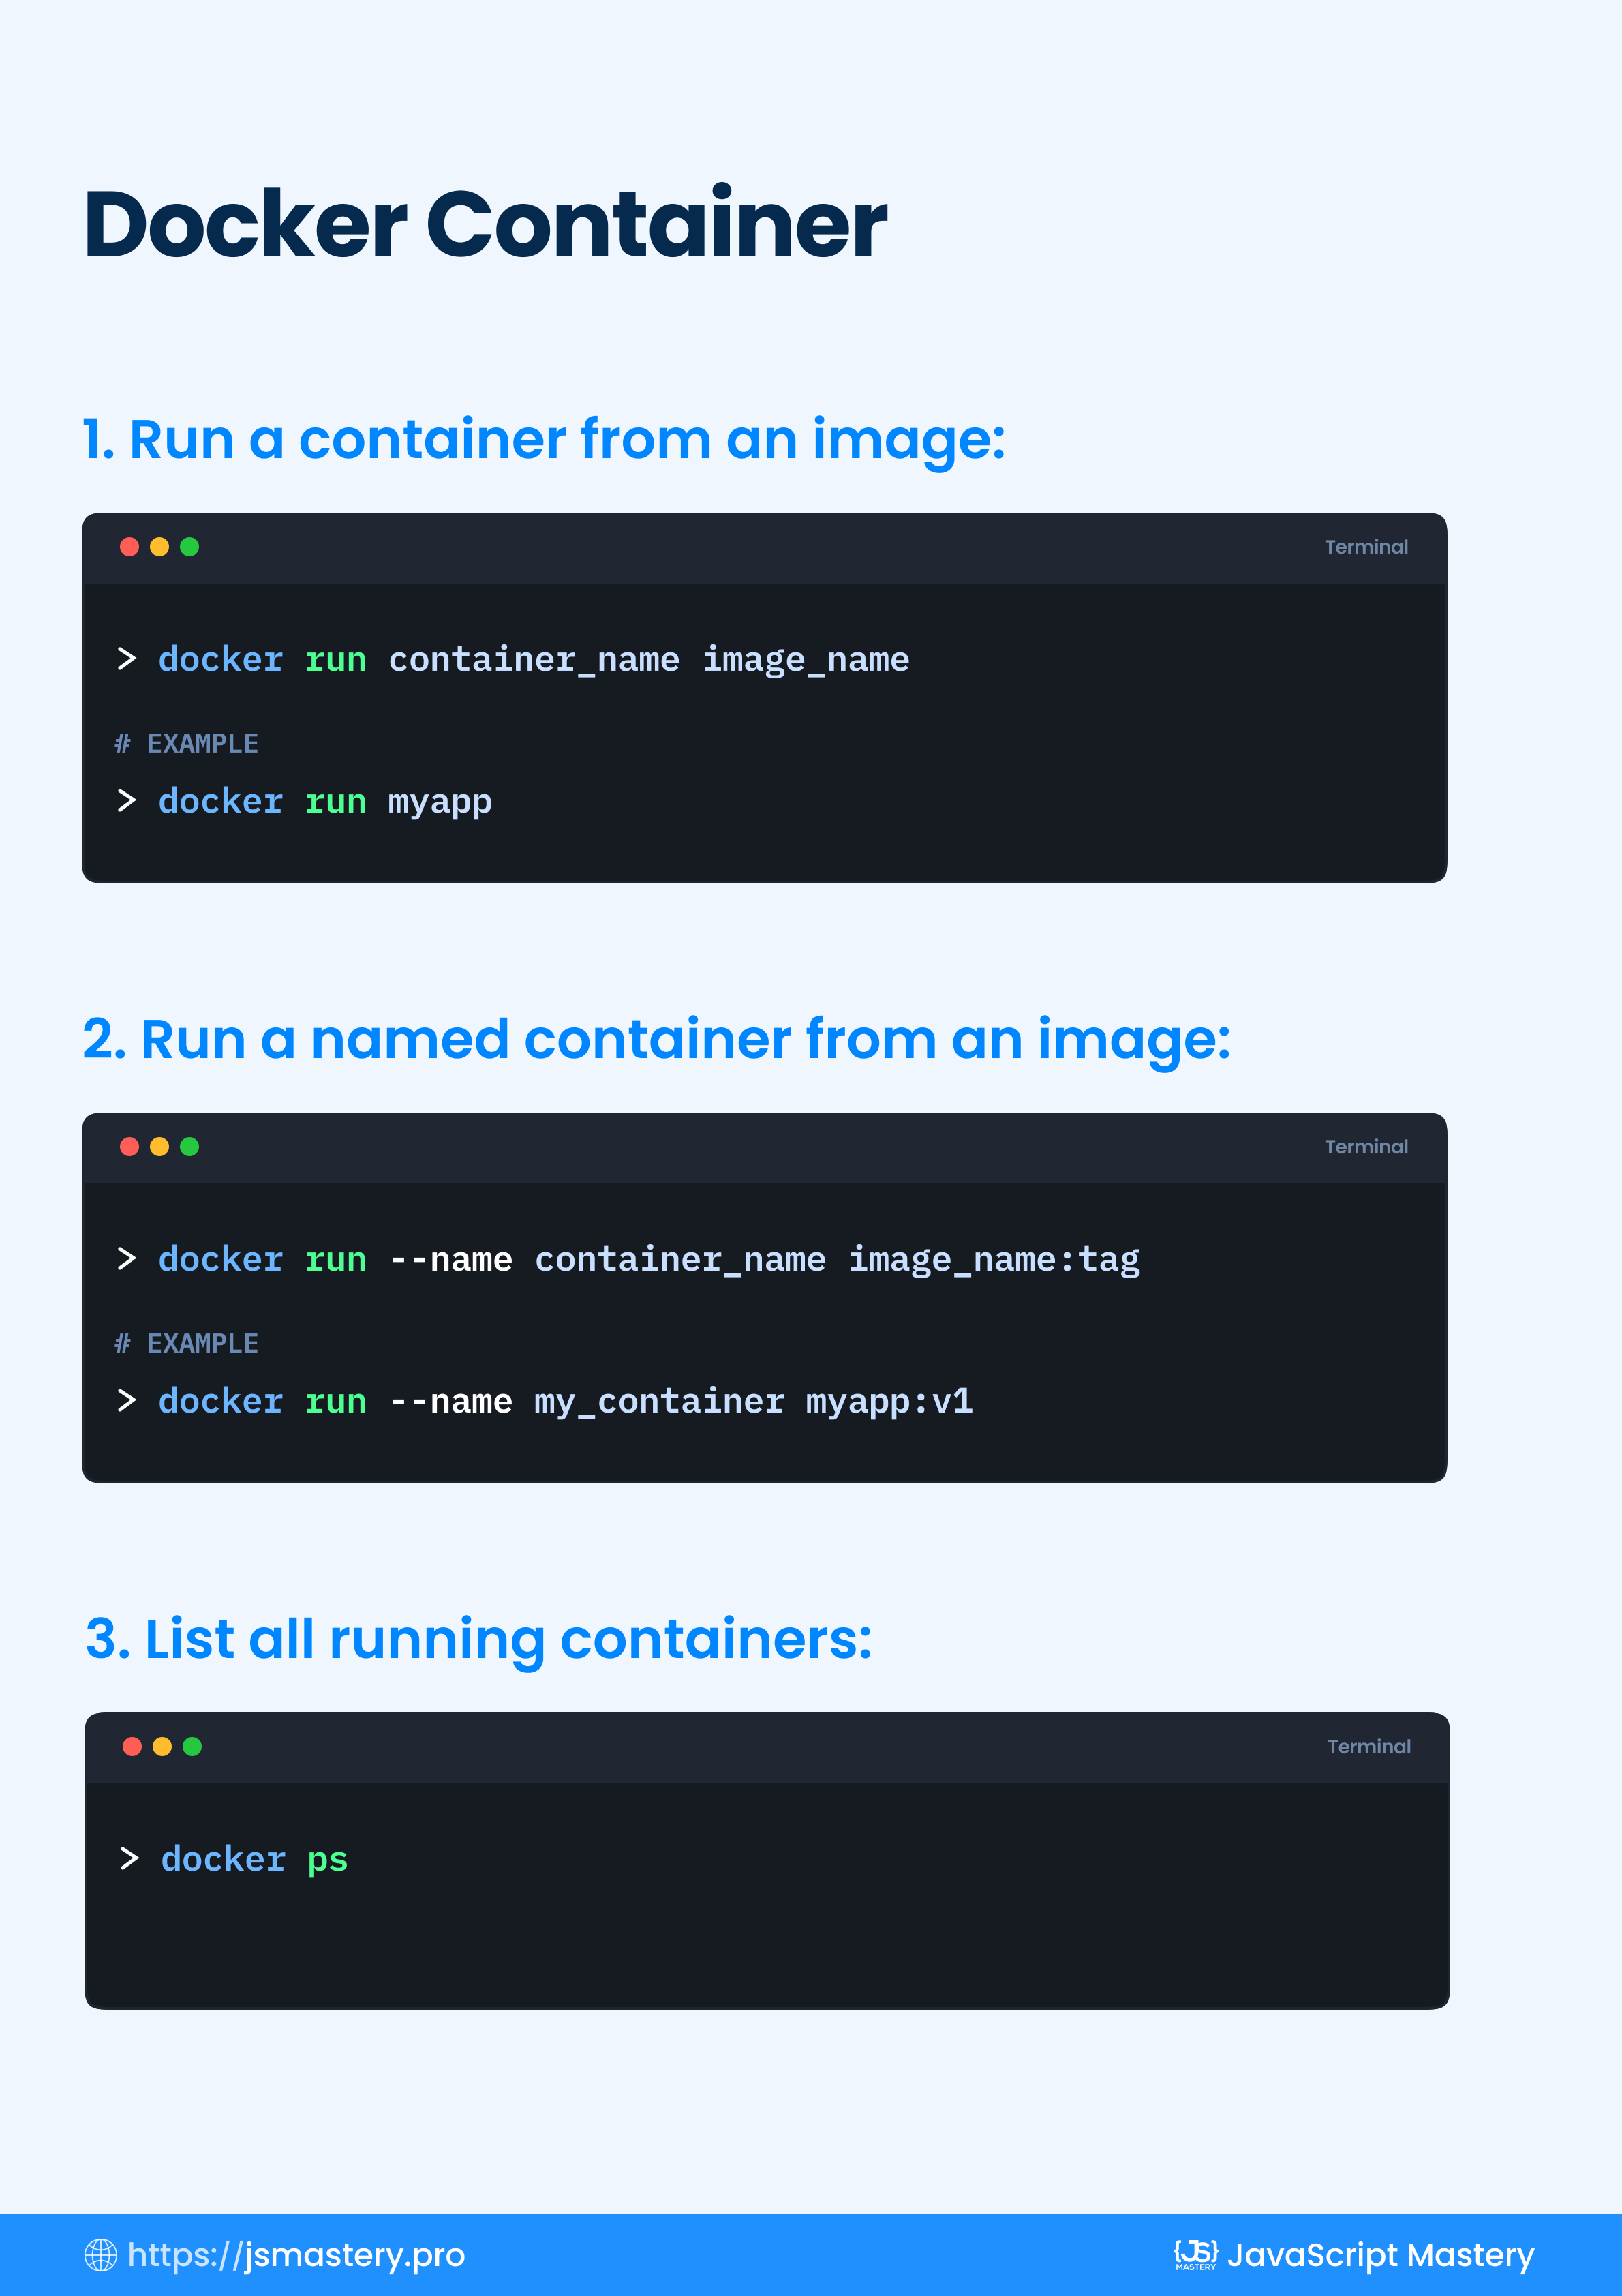 Docker Container
1. Run a container from an image:
Terminal
> docker run container_name image_name
# EXAMPLE
> docker run myapp
2. Run a named container from an image:
Terminal
> docker run --name container_name image_name:tag
# EXAMPLE
> docker run --name my_container myapp:v1
3. List all running containers:
Terminal
> docker ps
https://jsmastery.pro
{JS} MASTERY JavaScript Mastery